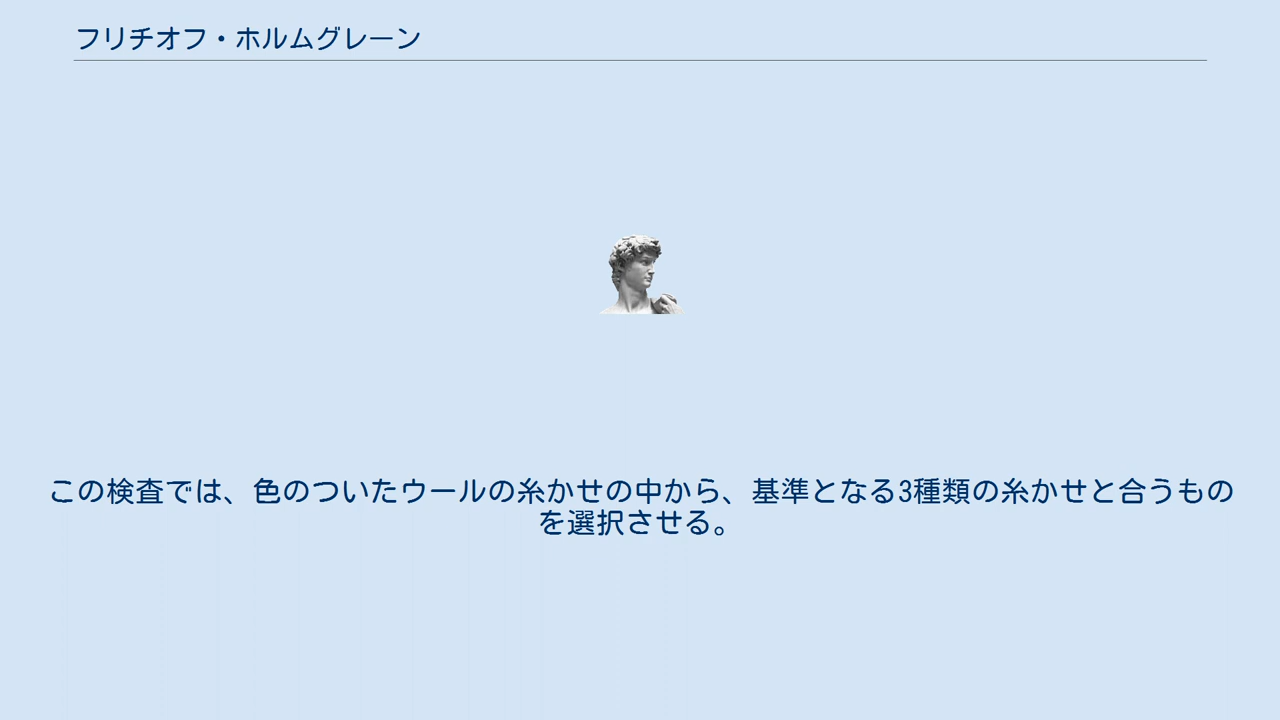 フリチオフ・ホルムグレーン
この検査では、色のついたウールの糸かせの中から、基準となる3種類の糸かせと合うもの
を選択させる。